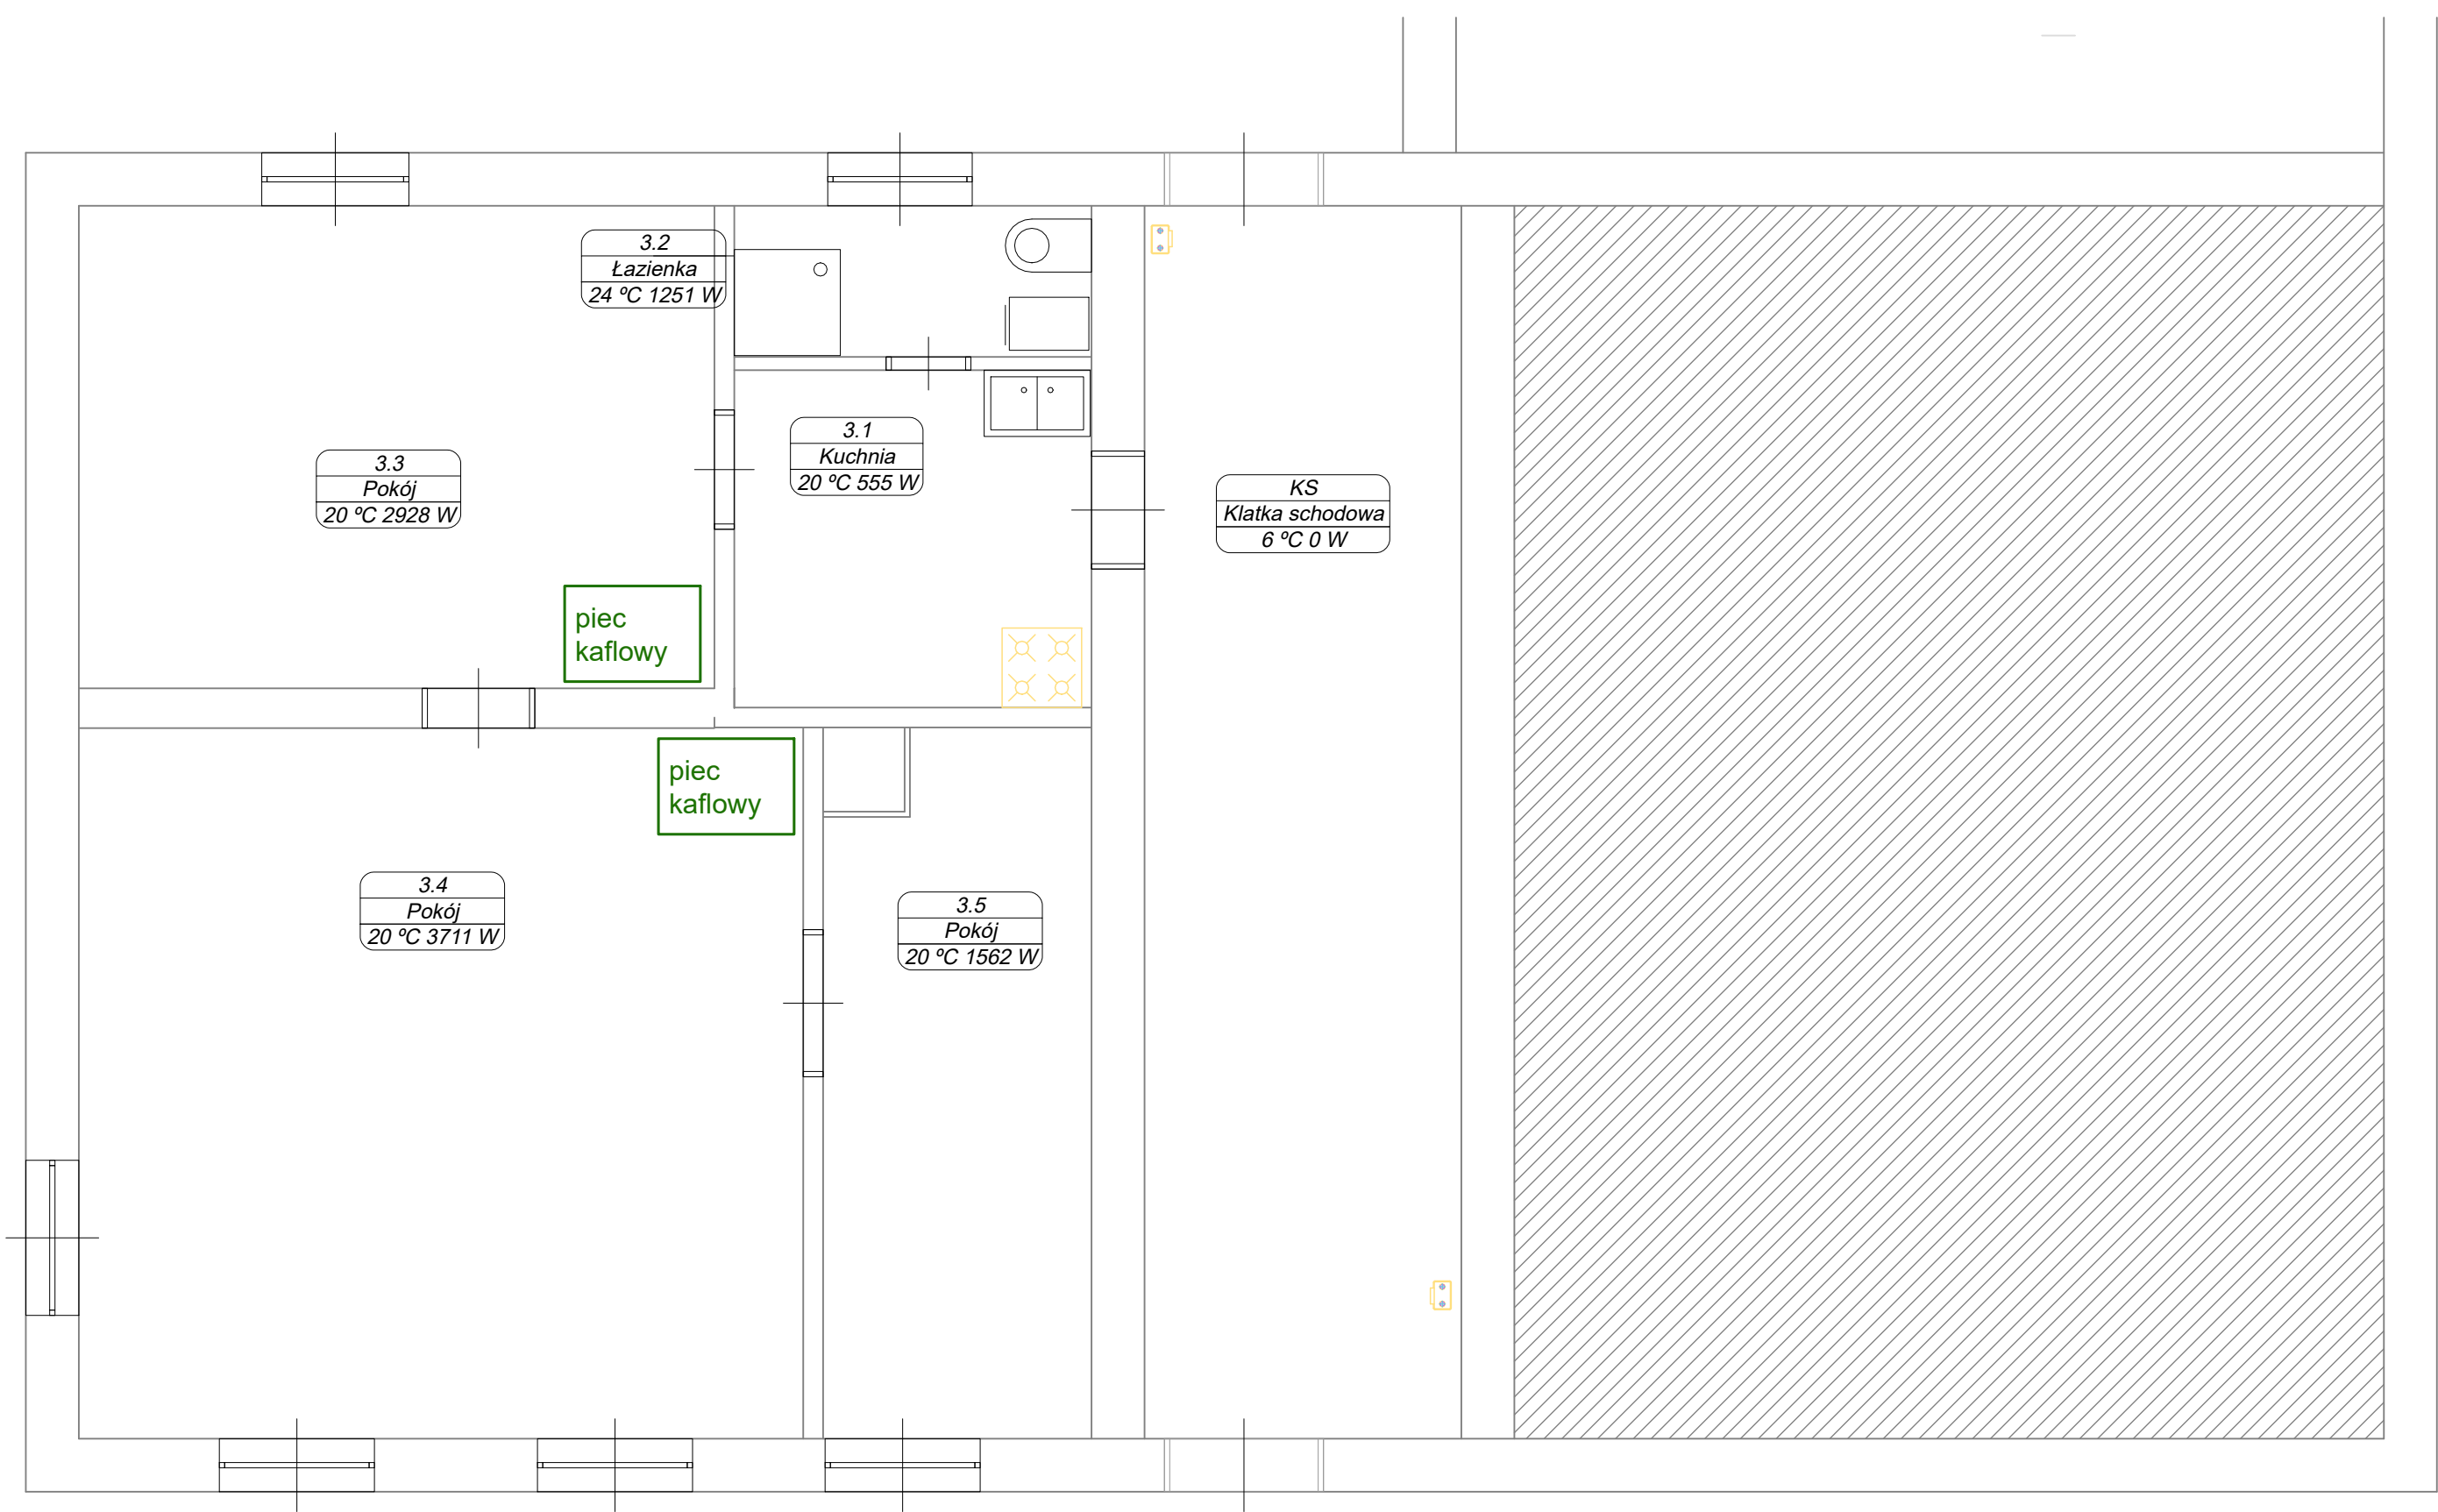 3.2
Łazienka
24 ºC 1251 W
3.1
Kuchnia
20 ºC 555 W
3.3
Pokój
20 ºC 2928 W
KS
Klatka schodowa
6 ºC 0 W
piec
kaflowy
piec
kaflowy
3.4
Pokój
20 ºC 3711 W
3.5
Pokój
20 ºC 1562 W